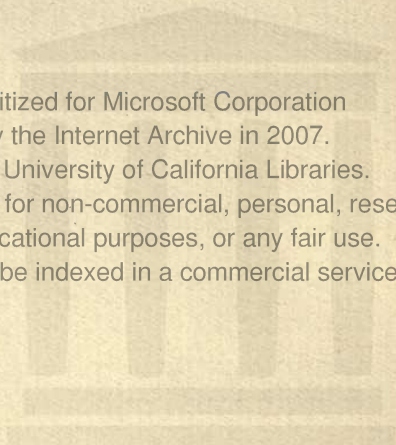 itized for Microsoft Corporation
y the Internet Archive in 2007.
University of California Libraries.
for non-commercial, personal, rese
cational purposes, or any fair use.
be indexed in a commercial service